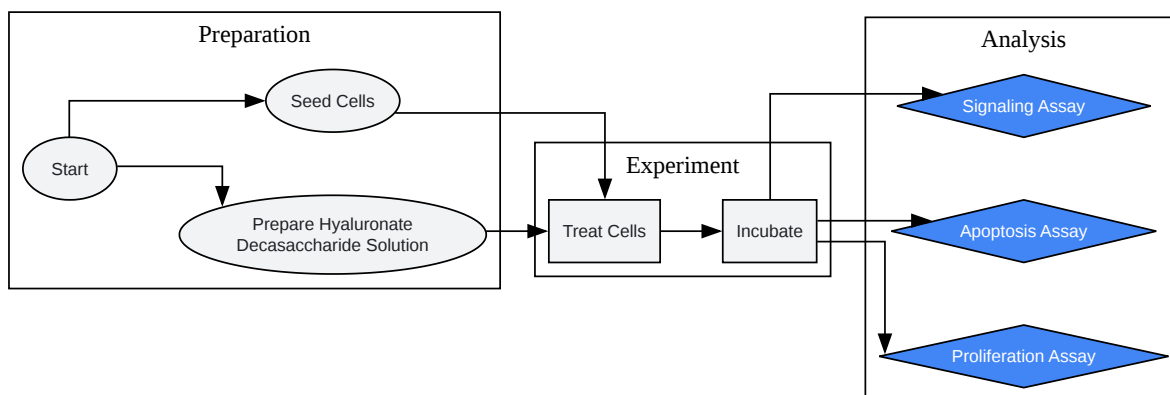 Preparation
Seed Cells
Start
Prepare Hyaluronate
Decasaccharide Solution
Experiment
Treat Cells
Incubate
Analysis
Signaling Assay
Apoptosis Assay
Proliferation Assay